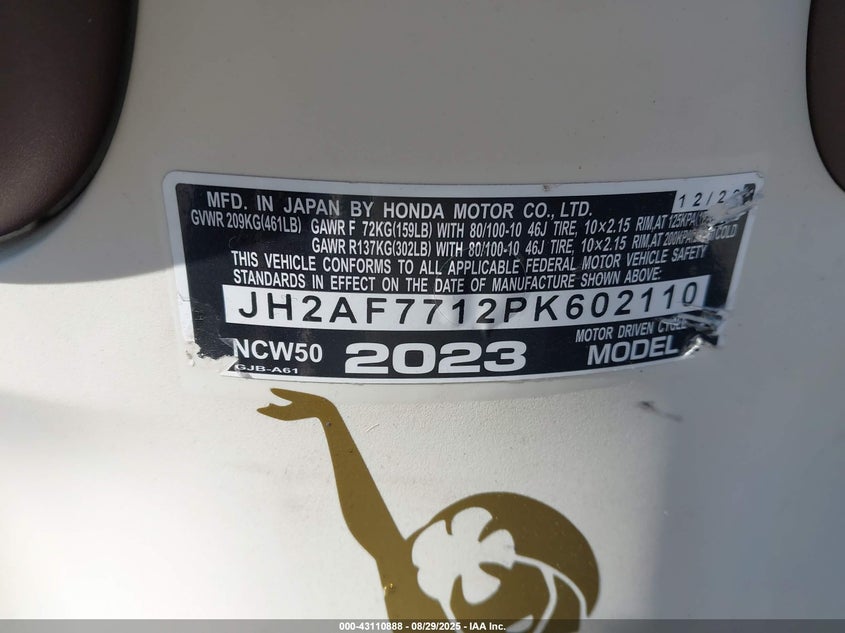 12/22
MFD. IN JAPAN BY HONDA MOTOR CO., LTD.
GVWR 209KG(461LB) GAWR F 72KG(159LB) WITH 80/100-10 46J TIRE, 10×2.15 RIM, AT 125KPA
GAWR R137KG(302LB) WITH 80/100-10 46J TIRE, 10×2.15 RIM, AT 200KPA COLD
THIS VEHICLE CONFORMS TO ALL APPLICABLE FEDERAL MOTOR VEHICLE SAFETY
STANDARDS IN EFFECT ON THE DATE OF MANUFACTURE SHOWN ABOVE:
JH2AF7712PK602110
NCW50 2023 MOTOR DRIVEN CYCLE
GJB-A61 MODEL
000-43110888 - 08/29/2025 - IAA Inc.